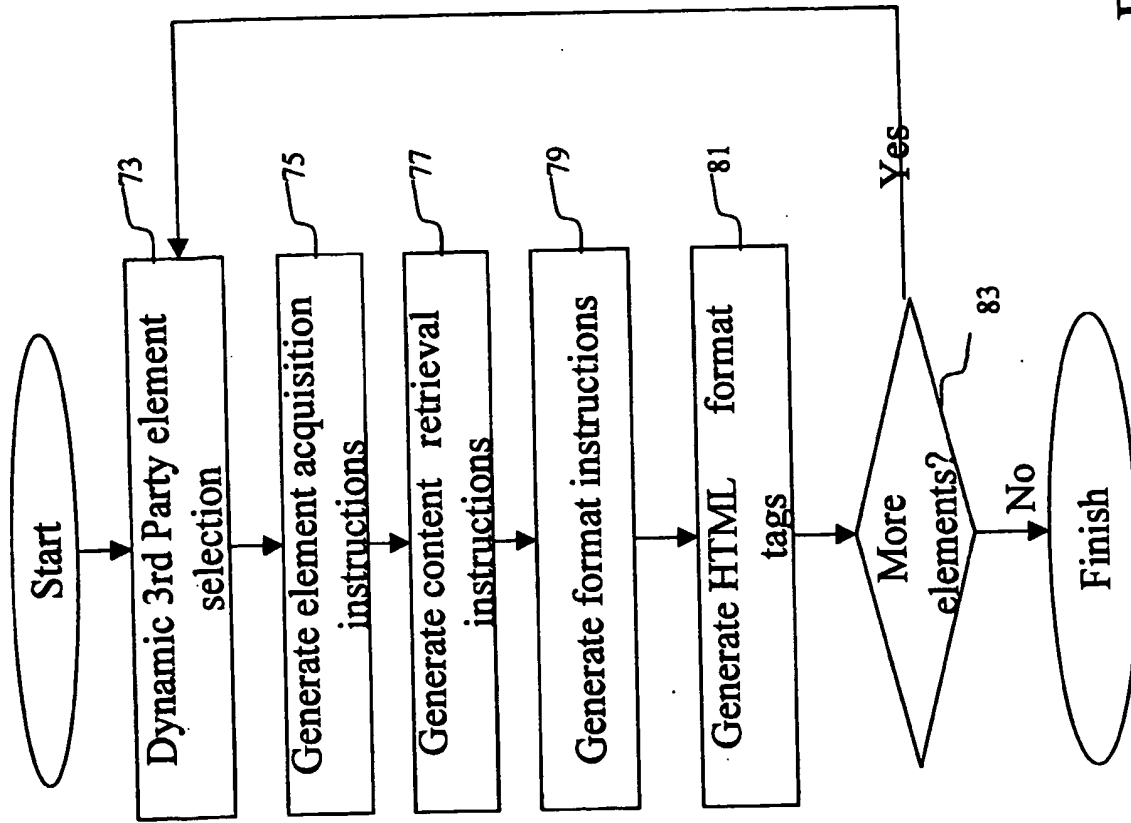 Start
Dynamic 3rd Party element
selection
73
Generate element acquisition
instructions
75
Generate content retrieval
instructions
77
Generate format instructions
79
Generate HTML format
tags
81
More
elements?
83
Yes
No
Finish